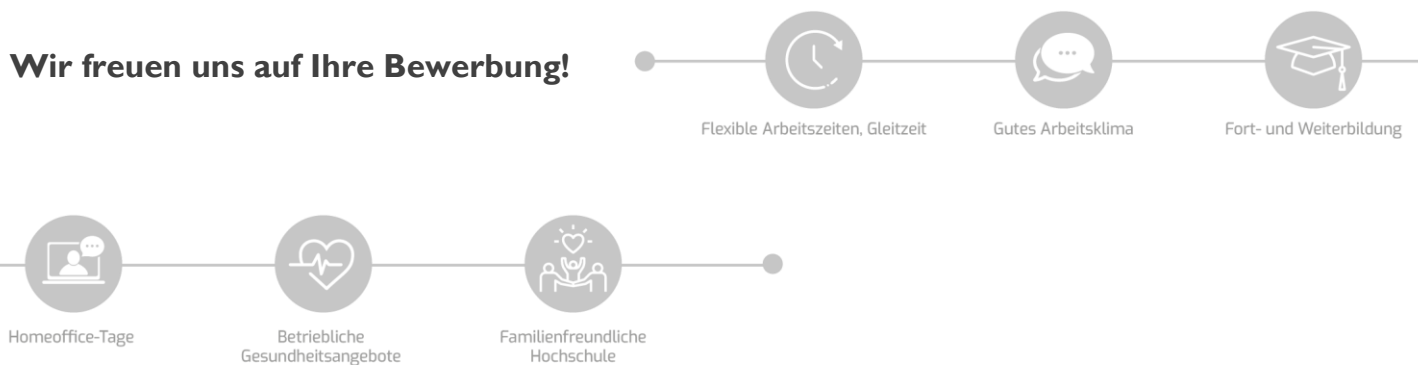 Wir freuen uns auf Ihre Bewerbung!
Flexible Arbeitszeiten, Gleitzeit
Gutes Arbeitsklima
Fort- und Weiterbildung
Homeoffice-Tage
Betriebliche
Gesundheitsangebote
Familienfreundliche
Hochschule